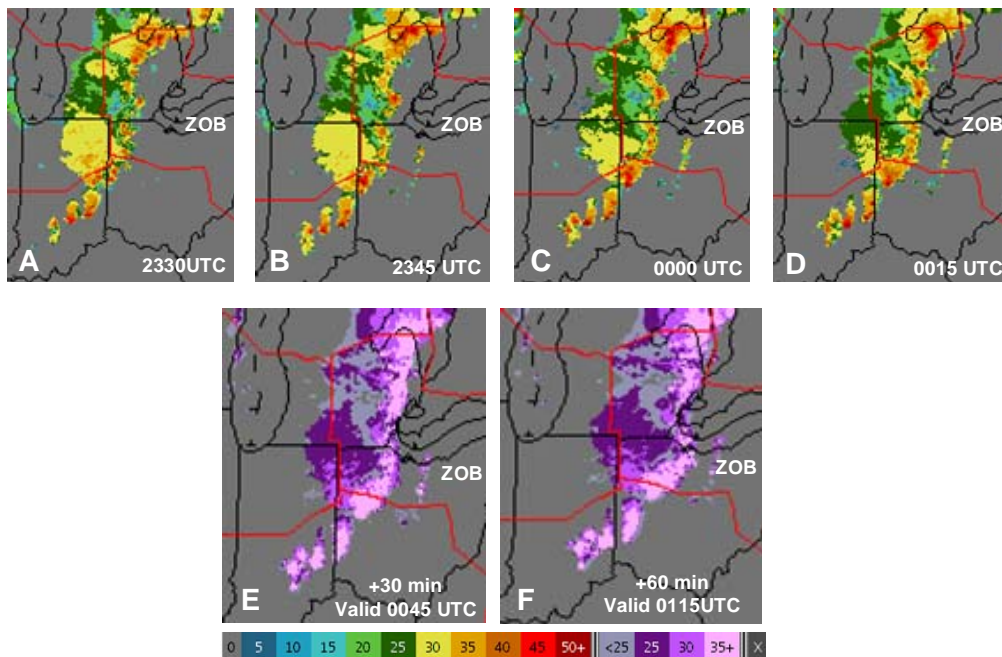 ZOB
A
2330UTC
ZOB
B
2345 UTC
ZOB
C
0000 UTC
ZOB
D
0015 UTC
ZOB
E
+30 min
Valid 0045 UTC
ZOB
F
+60 min
Valid 0115UTC
0 5 10 15 20 25 30 35 40 45 50+ <25 25 30 35+ X